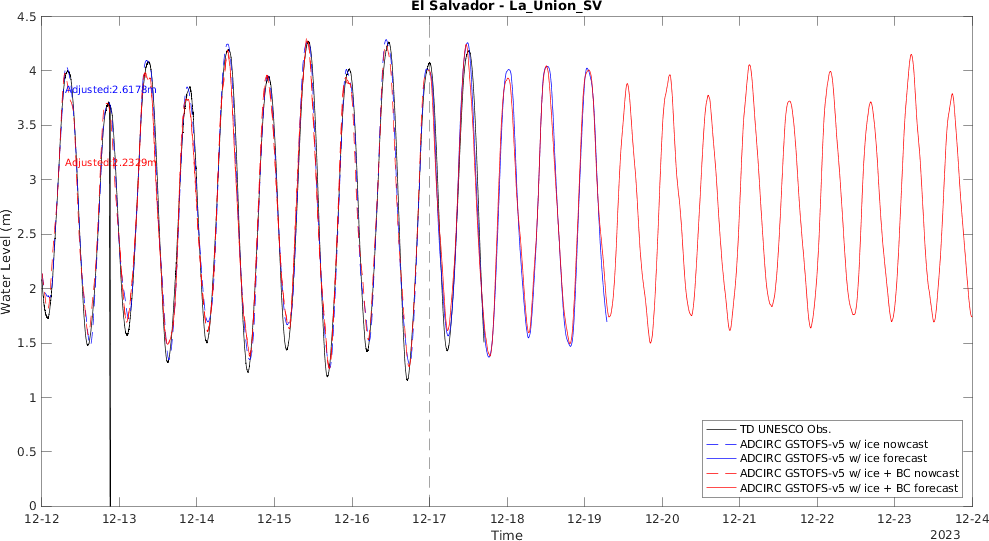 El Salvador - La_Union_SV
Water Level (m)
4.5
4
3.5
3
2.5
2
1.5
1
0.5
0
Adjusted:2.6178m
Adjusted:2.2329m
TD UNESCO Obs.
ADCIRC GSTOFS-v5 w/ ice nowcast
ADCIRC GSTOFS-v5 w/ ice forecast
ADCIRC GSTOFS-v5 w/ ice + BC nowcast
ADCIRC GSTOFS-v5 w/ ice + BC forecast
12-12 12-13 12-14 12-15 12-16 12-17 12-18 12-19 12-20 12-21 12-22 12-23 12-24
Time
2023